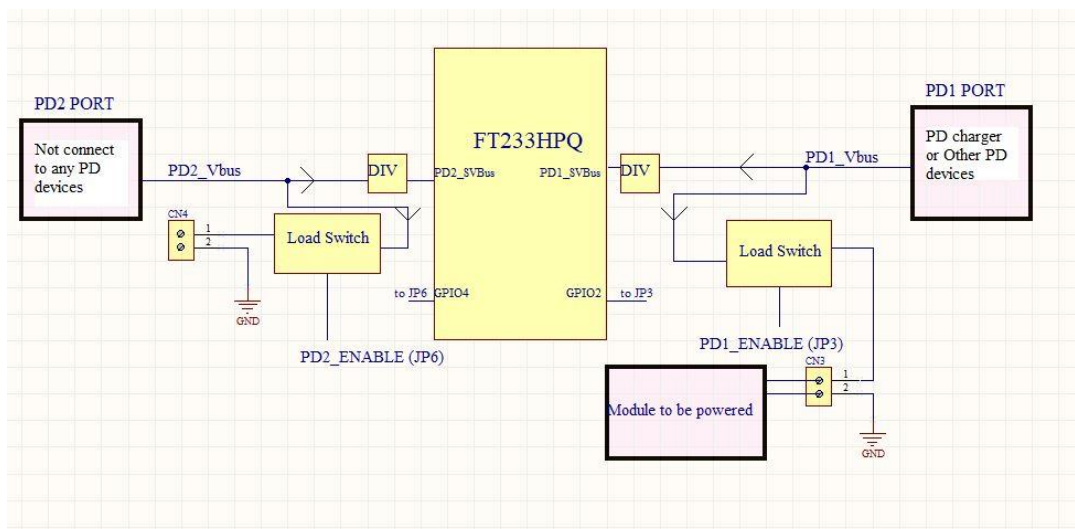 PD2 PORT
Not connect
to any PD
devices
PD2_Vbus
DIV
CN4
1
2
GND
Load Switch
PD2_ENABLE (JP6)
FT233HPQ
PD2_SVBus
PD1_SVBus
to JP6
GPIO4
GPIO2
to JP3
DIV
PD1_Vbus
PD1 PORT
PD charger
or Other PD
devices
Load Switch
PD1_ENABLE (JP3)
CN3
1
2
GND
Module to be powered